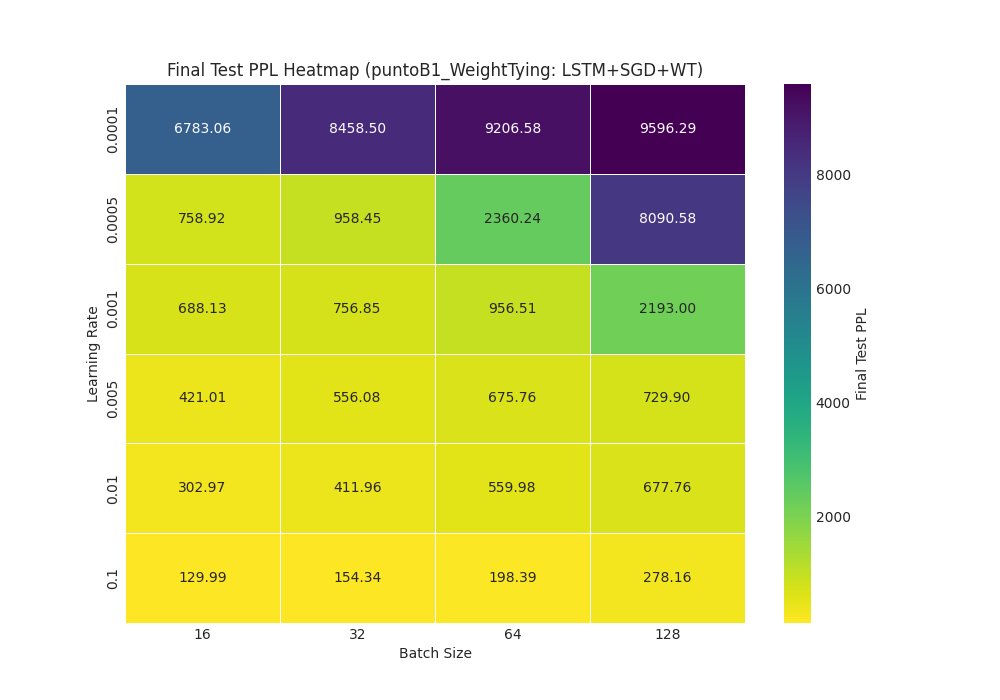 Final Test PPL Heatmap (puntoB1_WeightTying: LSTM+SGD+WT)
0.0001 6783.06 8458.50 9206.58 9596.29
0.0005 758.92 958.45 2360.24 8090.58
0.001 688.13 756.85 956.51 2193.00
0.005 421.01 556.08 675.76 729.90
0.01 302.97 411.96 559.98 677.76
0.1 129.99 154.34 198.39 278.16
Learning Rate
16 32 64 128
Batch Size
8000
6000
4000
2000
Final Test PPL